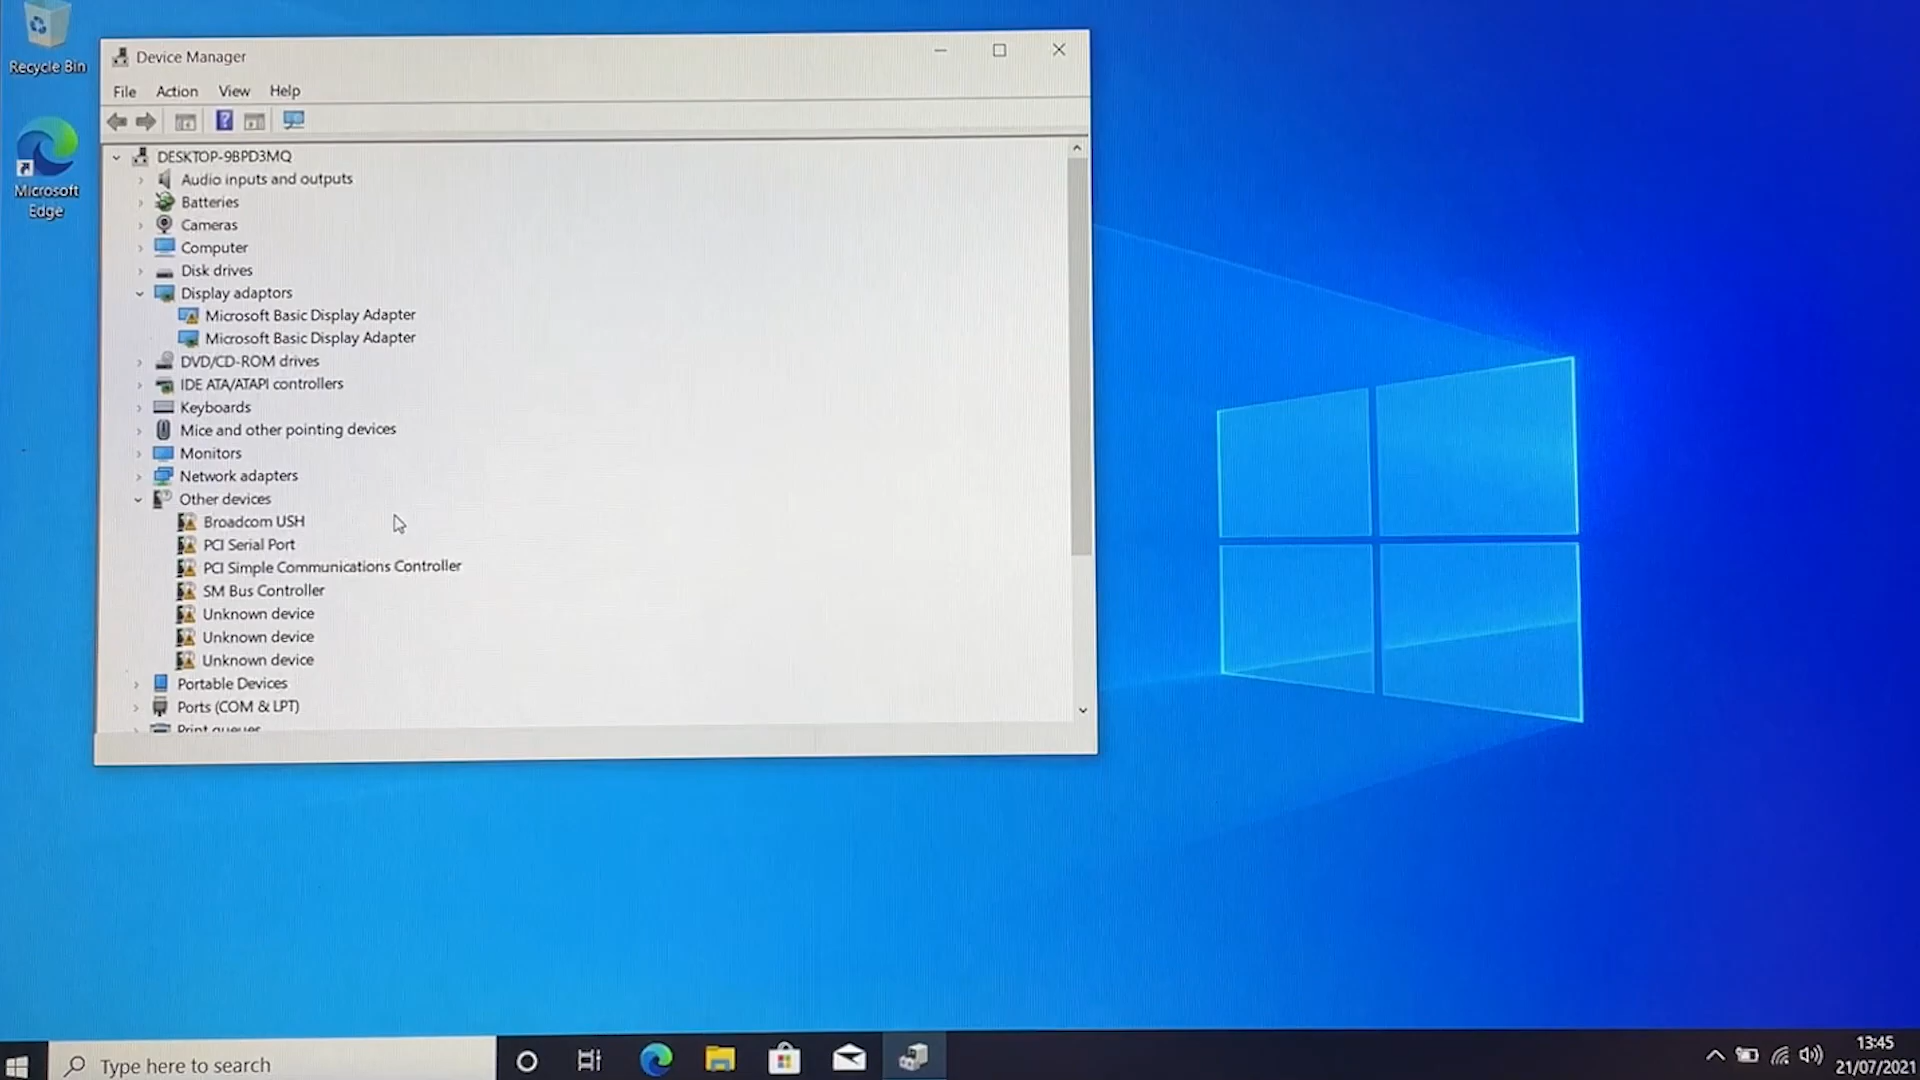 Recycle Bin
Microsoft
Edge
Device Manager
File Action View Help
DESKTOP-9BPD3MQ
Audio inputs and outputs
Batteries
Cameras
Computer
Disk drives
Display adaptors
Microsoft Basic Display Adapter
Microsoft Basic Display Adapter
DVD/CD-ROM drives
IDE ATA/ATAPI controllers
Keyboards
Mice and other pointing devices
Monitors
Network adapters
Other devices
Broadcom USH
PCI Serial Port
PCI Simple Communications Controller
SM Bus Controller
Unknown device
Unknown device
Unknown device
Portable Devices
Ports (COM & LPT)
Print queues
Type here to search
13:45
21/07/2021